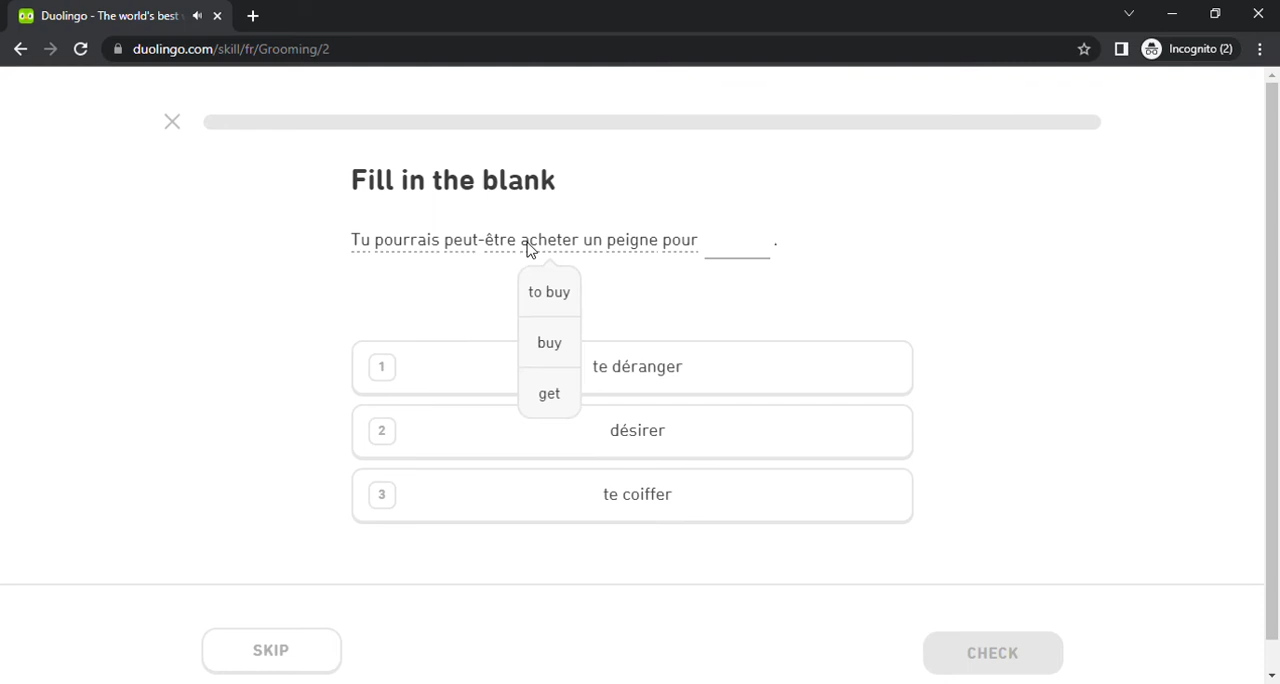 Duolingo - The world's best
duolingo.com/skill/fr/Grooming/2
Incognito (2)
Fill in the blank
Tu pourrais peut-être acheter un peigne pour ______ .
to buy
buy
get
1 te déranger
2 désirer
3 te coiffer
SKIP
CHECK